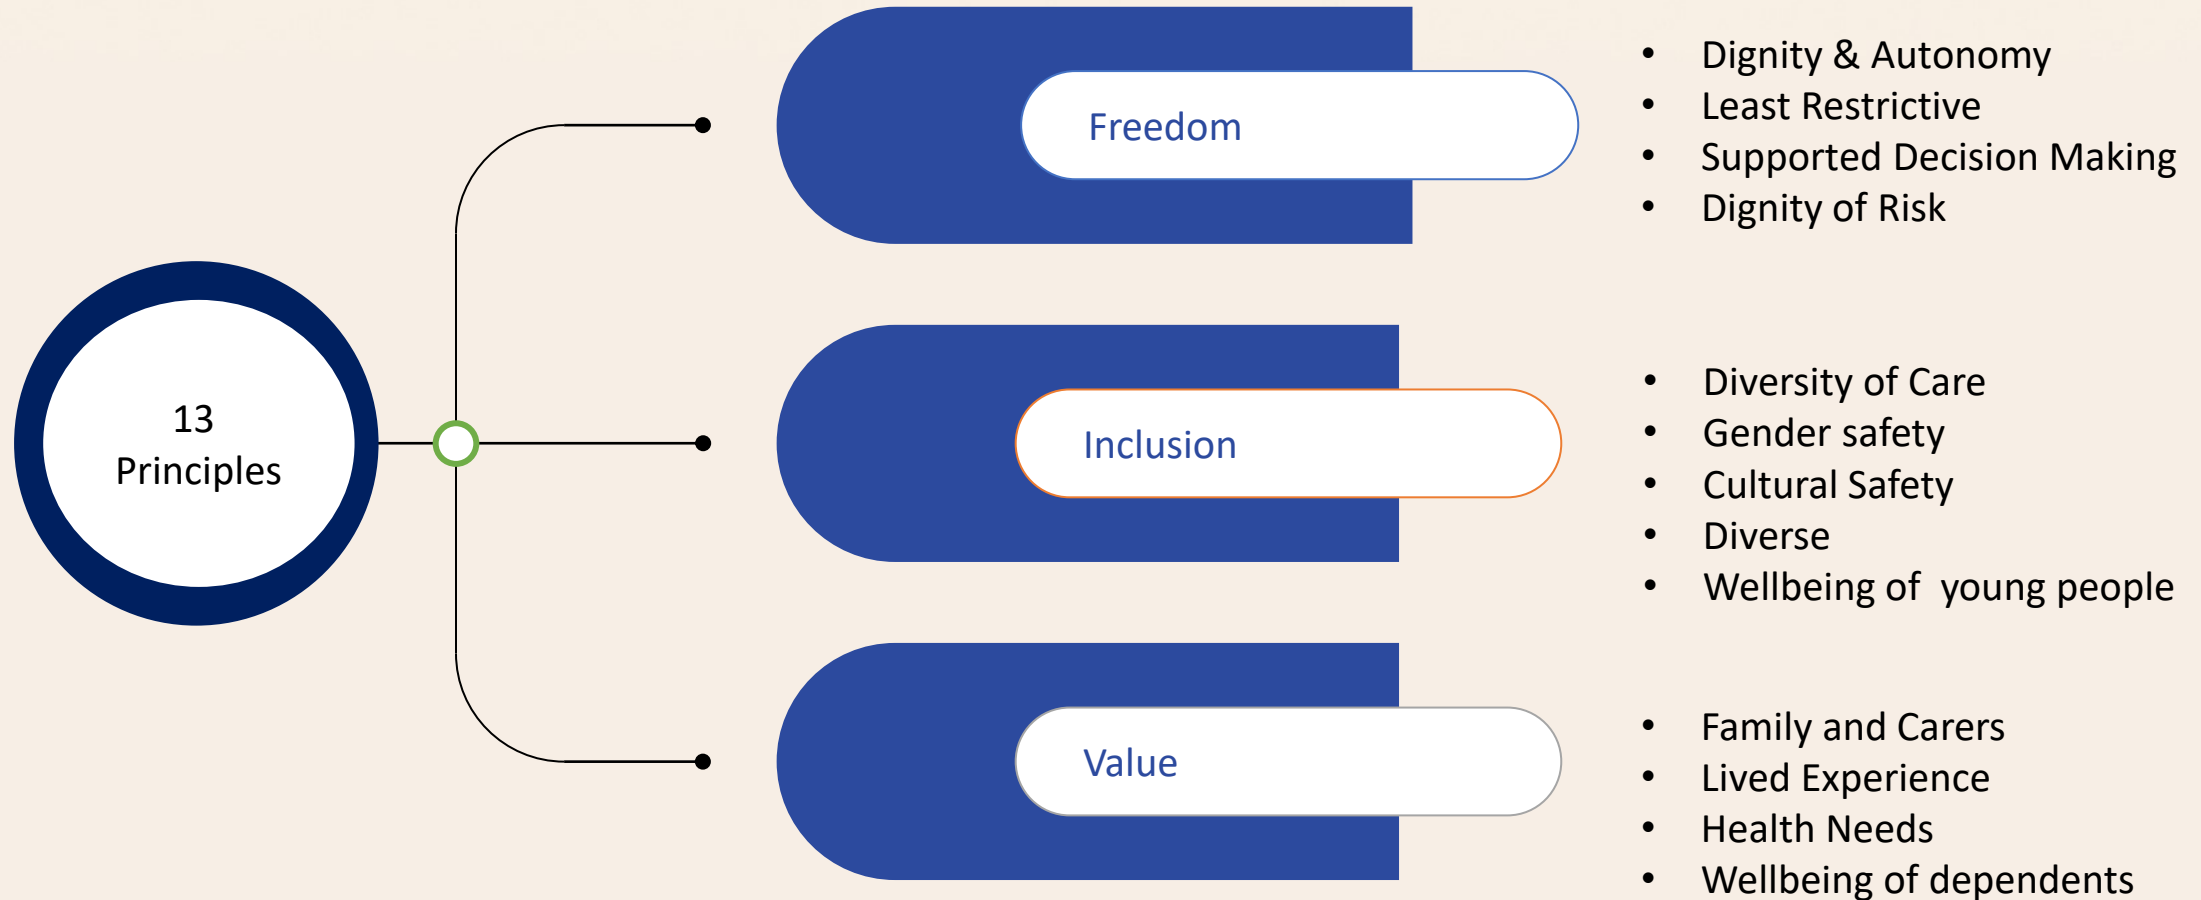 13
Principles
Freedom
• Dignity & Autonomy
• Least Restrictive
• Supported Decision Making
• Dignity of Risk
Inclusion
• Diversity of Care
• Gender safety
• Cultural Safety
• Diverse
• Wellbeing of  young people
Value
• Family and Carers
• Lived Experience
• Health Needs
• Wellbeing of dependents